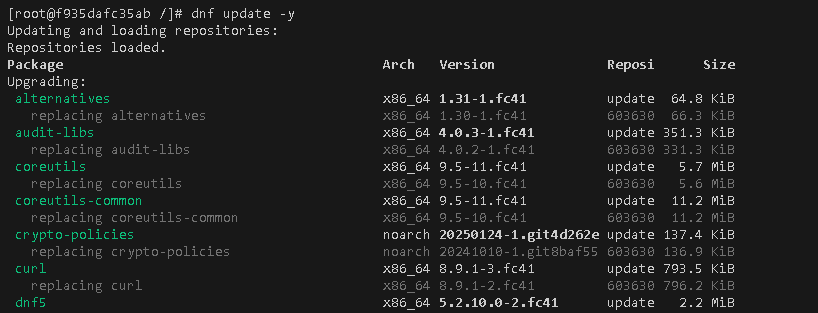 [root@f935dafc35ab /]# dnf update -y
Updating and loading repositories:
Repositories loaded.
Package Arch Version Reposi Size
Upgrading:
alternatives x86_64 1.31-1.fc41 update 64.8 KiB
replacing alternatives x86_64 1.30-1.fc41 603630 66.3 KiB
audit-libs x86_64 4.0.3-1.fc41 update 351.3 KiB
replacing audit-libs x86_64 4.0.2-1.fc41 603630 331.3 KiB
coreutils x86_64 9.5-11.fc41 update 5.7 MiB
replacing coreutils x86_64 9.5-10.fc41 603630 5.6 MiB
coreutils-common x86_64 9.5-11.fc41 update 11.2 MiB
replacing coreutils-common x86_64 9.5-10.fc41 603630 11.2 MiB
crypto-policies noarch 20250124-1.git4d262e update 137.4 KiB
replacing crypto-policies noarch 20241010-1.git8baf55 603630 136.9 KiB
curl x86_64 8.9.1-3.fc41 update 793.5 KiB
replacing curl x86_64 8.9.1-2.fc41 603630 796.2 KiB
dnf5 x86_64 5.2.10.0-2.fc41 update 2.2 MiB